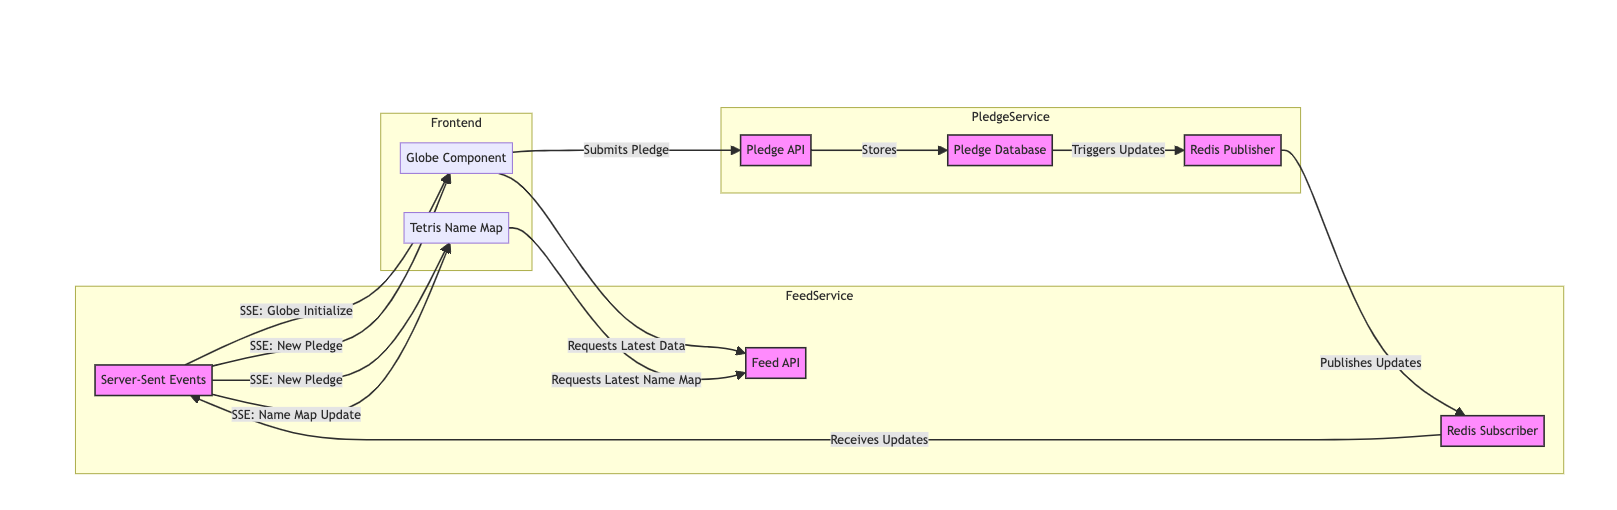 PledgeService
Frontend
Pledge API
Stores
Pledge Database
Triggers Updates
Redis Publisher
Submits Pledge
Globe Component
Tetris Name Map
FeedService
SSE: Globe Initialize
SSE: New Pledge
Requests Latest Data
Feed API
Publishes Updates
Server-Sent Events
SSE: New Pledge
Requests Latest Name Map
SSE: Name Map Update
Redis Subscriber
Receives Updates